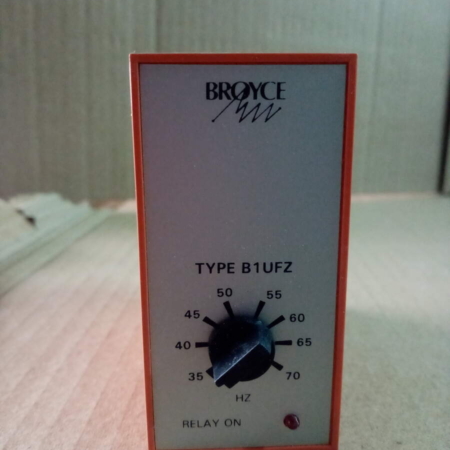 BROYCE
TYPE B1UFZ
50 55
45 60
40 65
35 70
HZ
RELAY ON